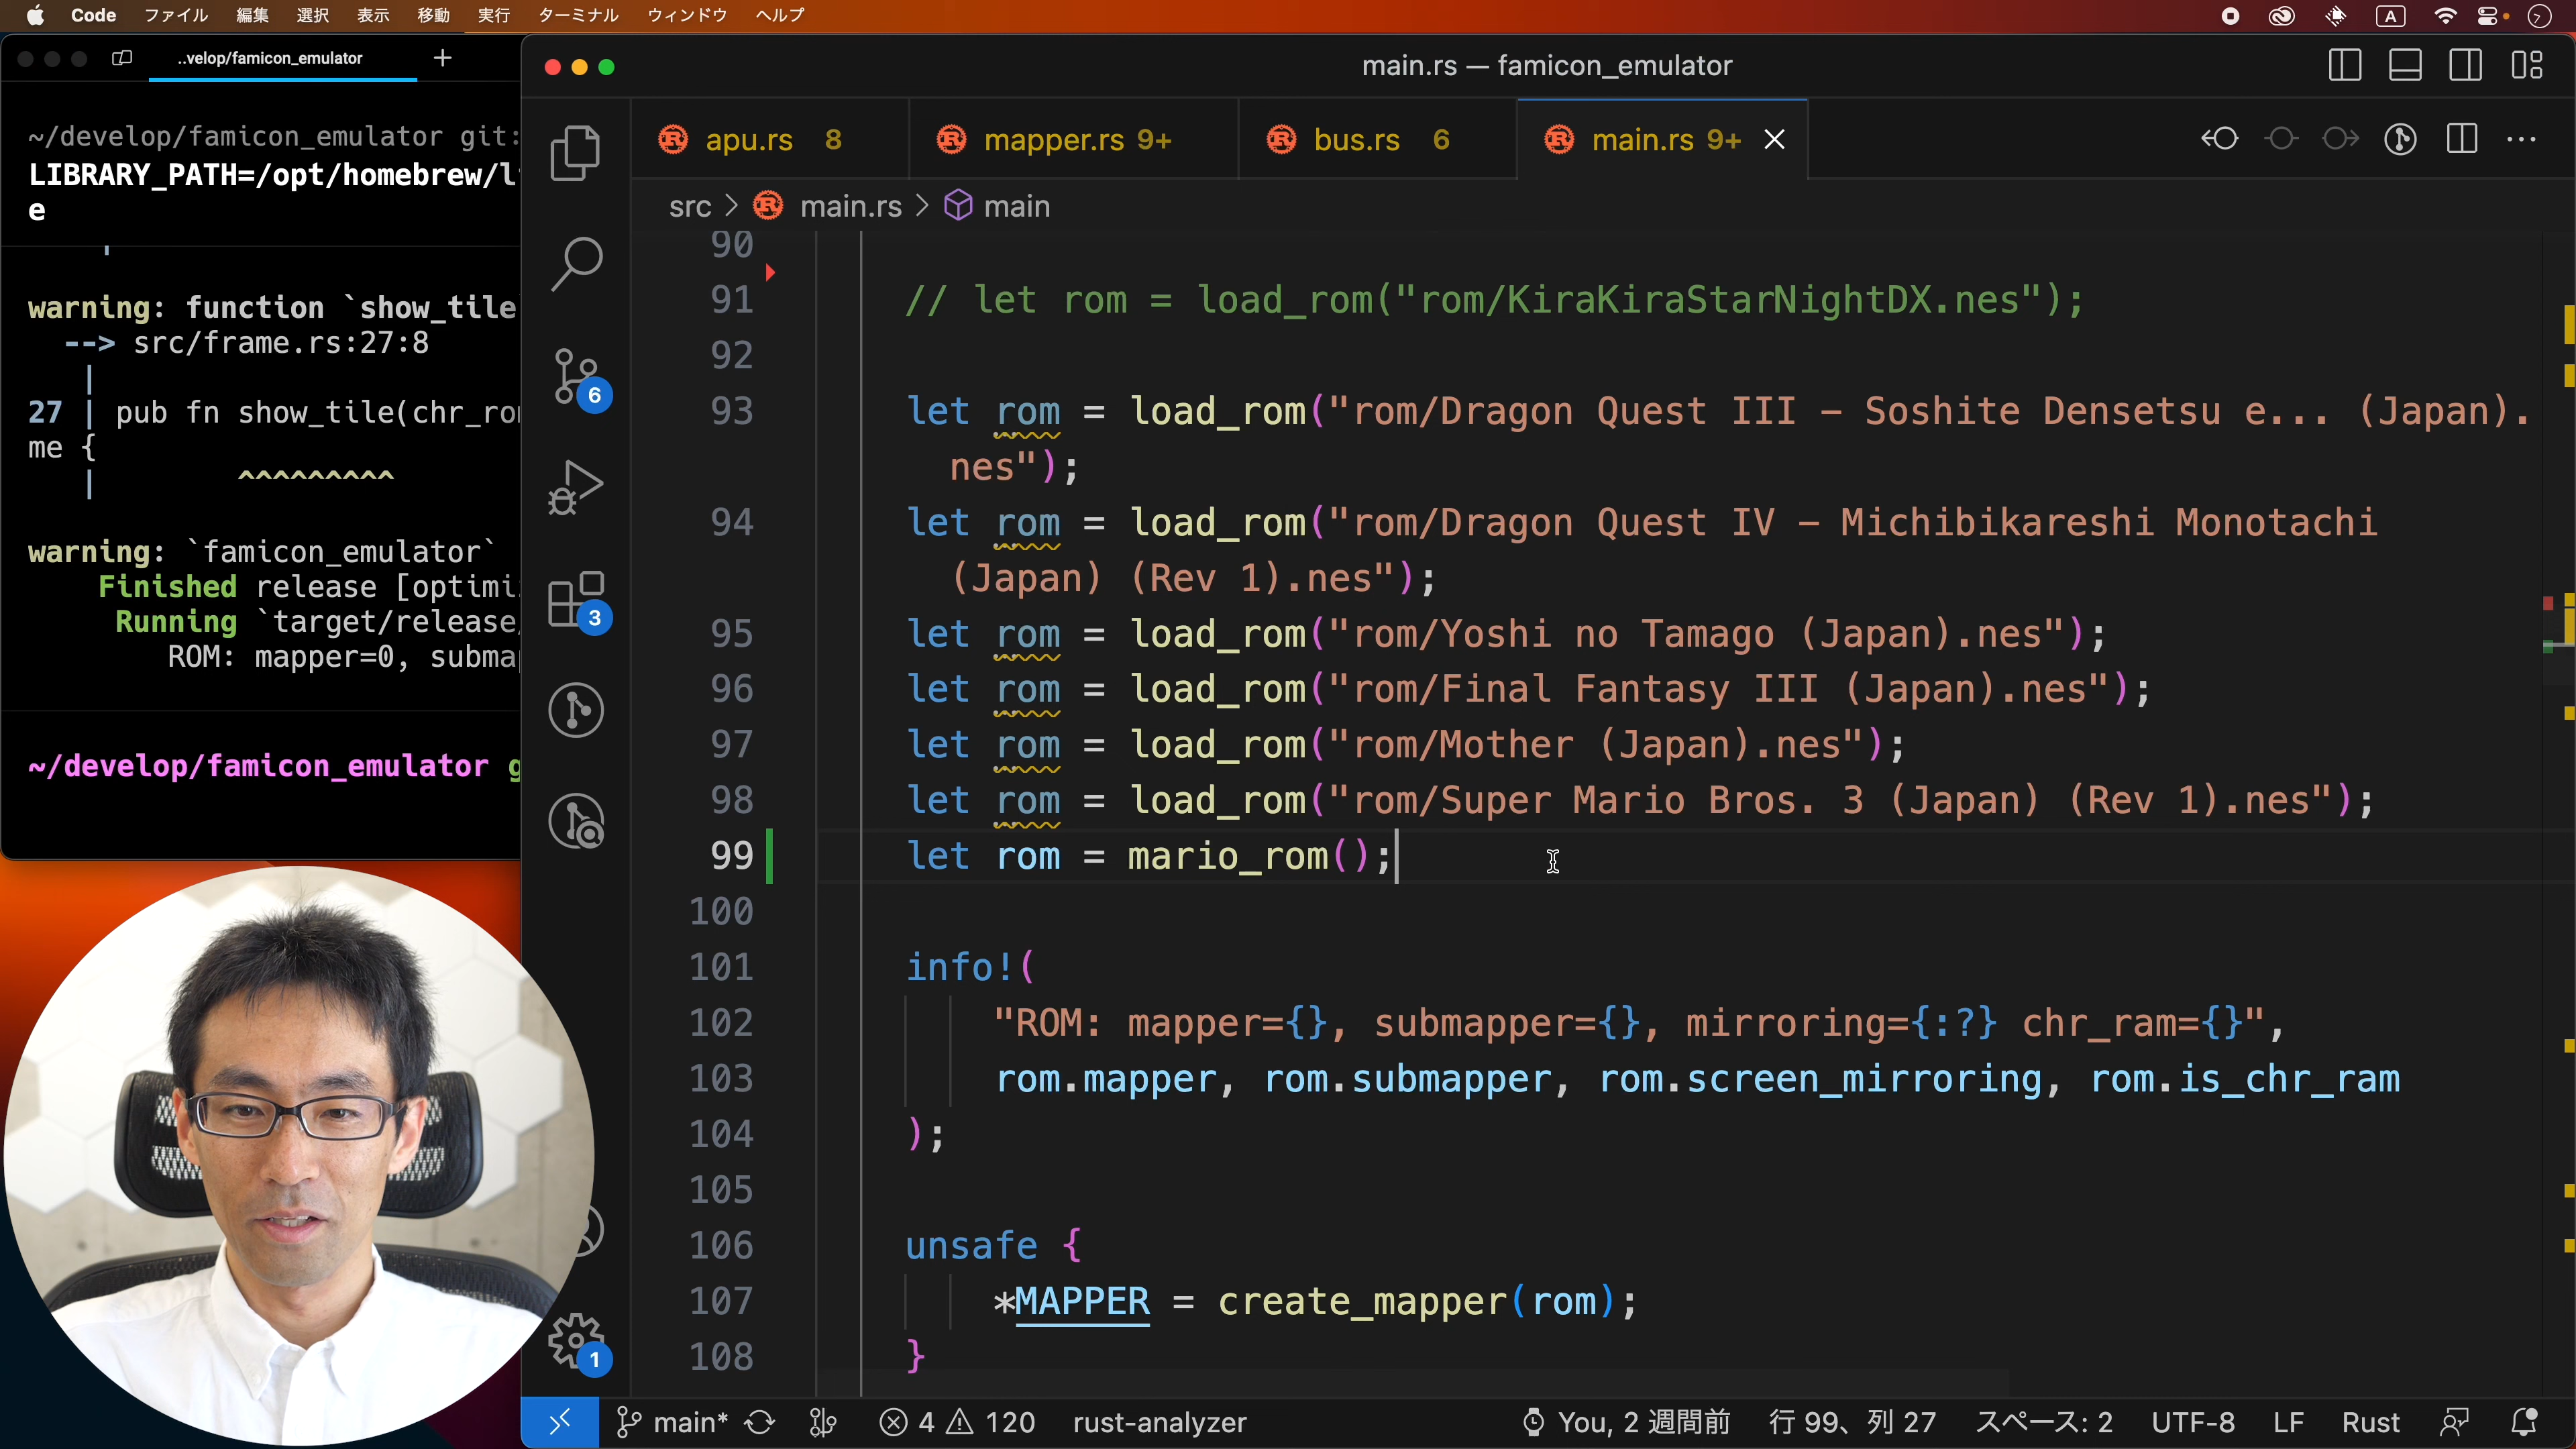 Code ファイル 編集 選択 表示 移動 実行 ターミナル ウィンドウ ヘルプ A
..velop/famicon_emulator
~/develop/famicon_emulator git:
LIBRARY_PATH=/opt/homebrew/l
e
warning: function `show_tile
--> src/frame.rs:27:8
|
27 | pub fn show_tile(chr_ro
me {
| ^^^^^^^^^
warning: `famicon_emulator`
Finished release [optimi
Running `target/release
ROM: mapper=0, subma
~/develop/famicon_emulator g
main.rs — famicon_emulator
apu.rs 8 mapper.rs 9+ bus.rs 6 main.rs 9+
src > main.rs > main
6
3
1
90
91 // let rom = load_rom("rom/KiraKiraStarNightDX.nes");
92
93 let rom = load_rom("rom/Dragon Quest III - Soshite Densetsu e... (Japan).
nes");
94 let rom = load_rom("rom/Dragon Quest IV - Michibikareshi Monotachi
(Japan) (Rev 1).nes");
95 let rom = load_rom("rom/Yoshi no Tamago (Japan).nes");
96 let rom = load_rom("rom/Final Fantasy III (Japan).nes");
97 let rom = load_rom("rom/Mother (Japan).nes");
98 let rom = load_rom("rom/Super Mario Bros. 3 (Japan) (Rev 1).nes");
99 let rom = mario_rom();
100
101 info!(
102 "ROM: mapper={}, submapper={}, mirroring={:?} chr_ram={}",
103 rom.mapper, rom.submapper, rom.screen_mirroring, rom.is_chr_ram
104 );
105
106 unsafe {
107 *MAPPER = create_mapper(rom);
108 }
main* 4 120 rust-analyzer You, 2 週間前 行 99、列 27 スペース: 2 UTF-8 LF Rust